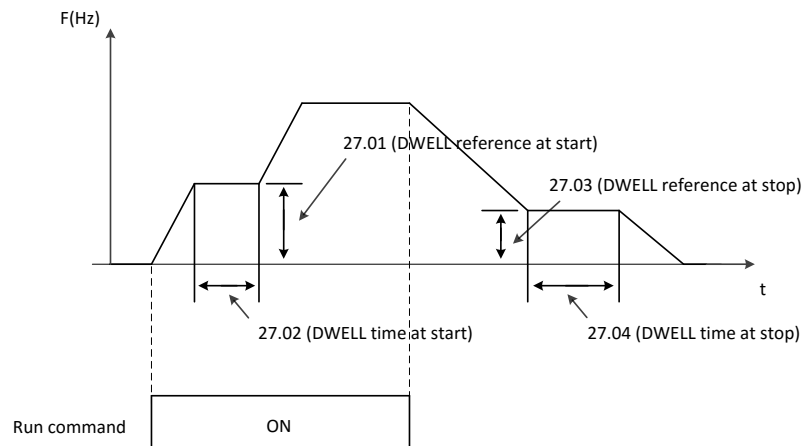 F(Hz)
27.01 (DWELL reference at start)
27.03 (DWELL reference at stop)
t
27.02 (DWELL time at start)
27.04 (DWELL time at stop)
Run command
ON